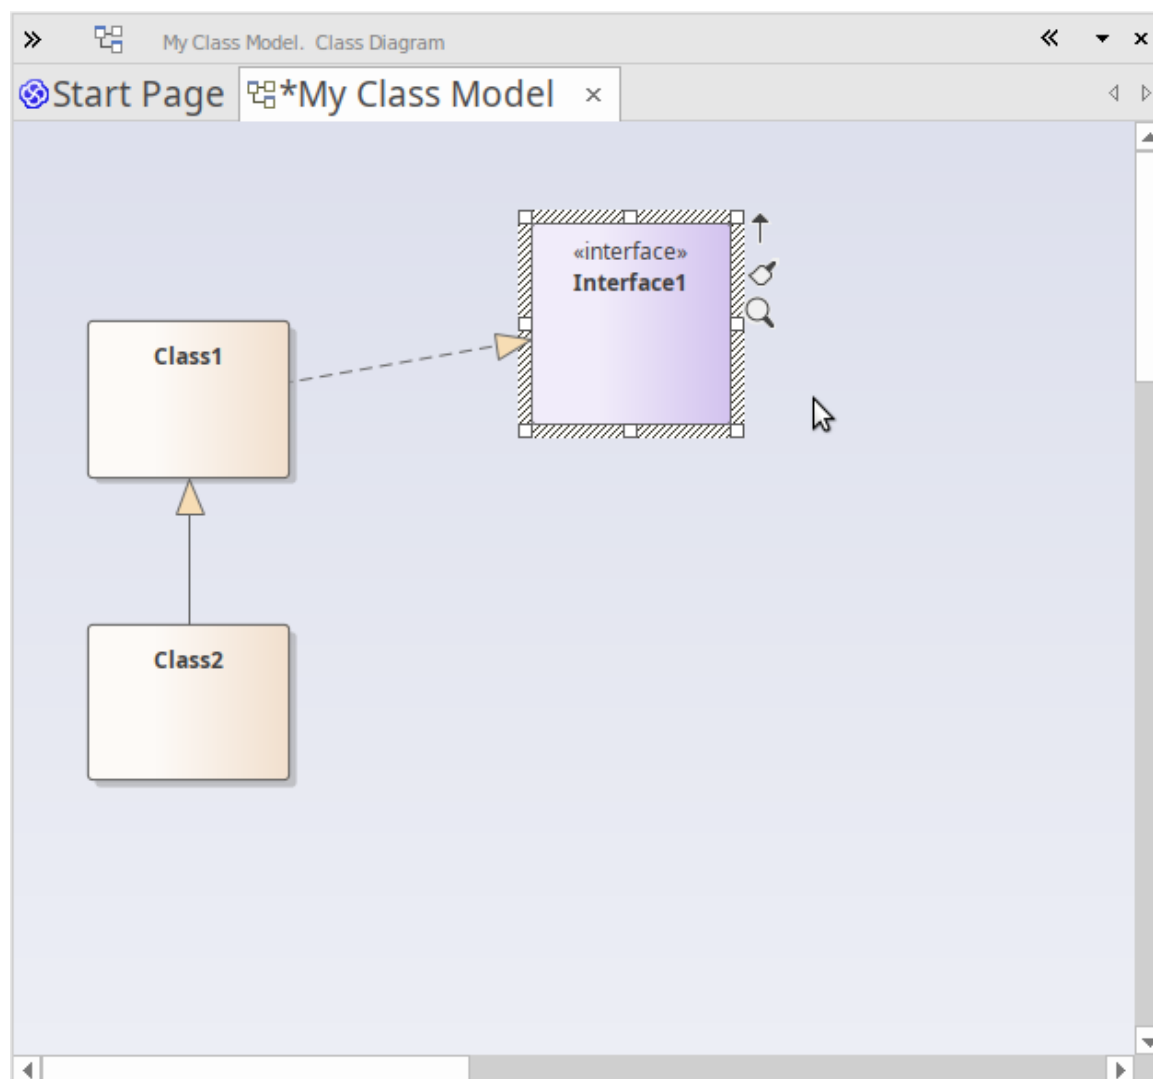 My Class Model. Class Diagram
Start Page
*My Class Model
«interface»
Interface1
Class1
Class2